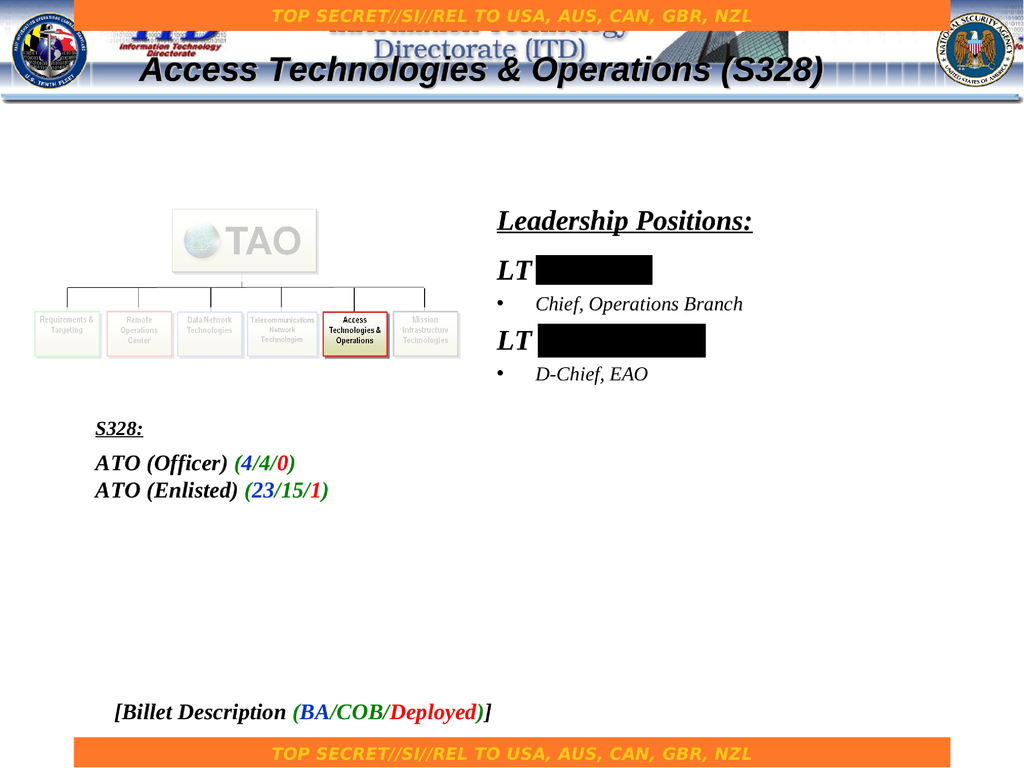 TOP SECRET//SI//REL TO USA, AUS, CAN, GBR, NZL
Information Technology
Directorate
Directorate (ITD)
Access Technologies & Operations (S328)
TAO
Requirements & Targeting
Remote Operations Center
Data Network Technologies
Telecommunications Network Technologies
Access Technologies & Operations
Mission Infrastructure Technologies
Leadership Positions:
LT
• Chief, Operations Branch
LT
• D-Chief, EAO
S328:
ATO (Officer) (4/4/0)
ATO (Enlisted) (23/15/1)
[Billet Description (BA/COB/Deployed)]
TOP SECRET//SI//REL TO USA, AUS, CAN, GBR, NZL